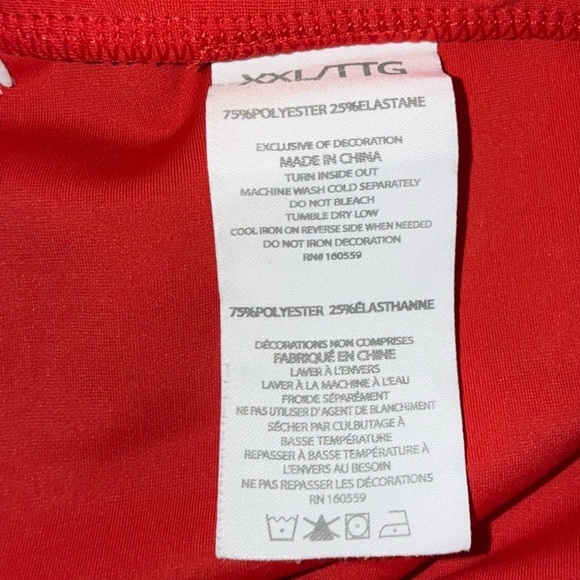 XXL/TTG
75%POLYESTER 25%ELASTANE
EXCLUSIVE OF DECORATION
MADE IN CHINA
TURN INSIDE OUT
MACHINE WASH COLD SEPARATELY
DO NOT BLEACH
TUMBLE DRY LOW
COOL IRON ON REVERSE SIDE WHEN NEEDED
DO NOT IRON DECORATION
RN# 160559
75%POLYESTER 25%ÉLASTHANNE
DÉCORATIONS NON COMPRISES
FABRIQUÉ EN CHINE
LAVER À L'ENVERS
LAVER À LA MACHINE À L'EAU
FROIDE SÉPARÉMENT
NE PAS UTILISER D'AGENT DE BLANCHIMENT
SÉCHER PAR CULBUTAGE À
BASSE TEMPÉRATURE
REPASSER À BASSE TEMPÉRATURE À
L'ENVERS AU BESOIN
NE PAS REPASSER LES DÉCORATIONS
RN 160559